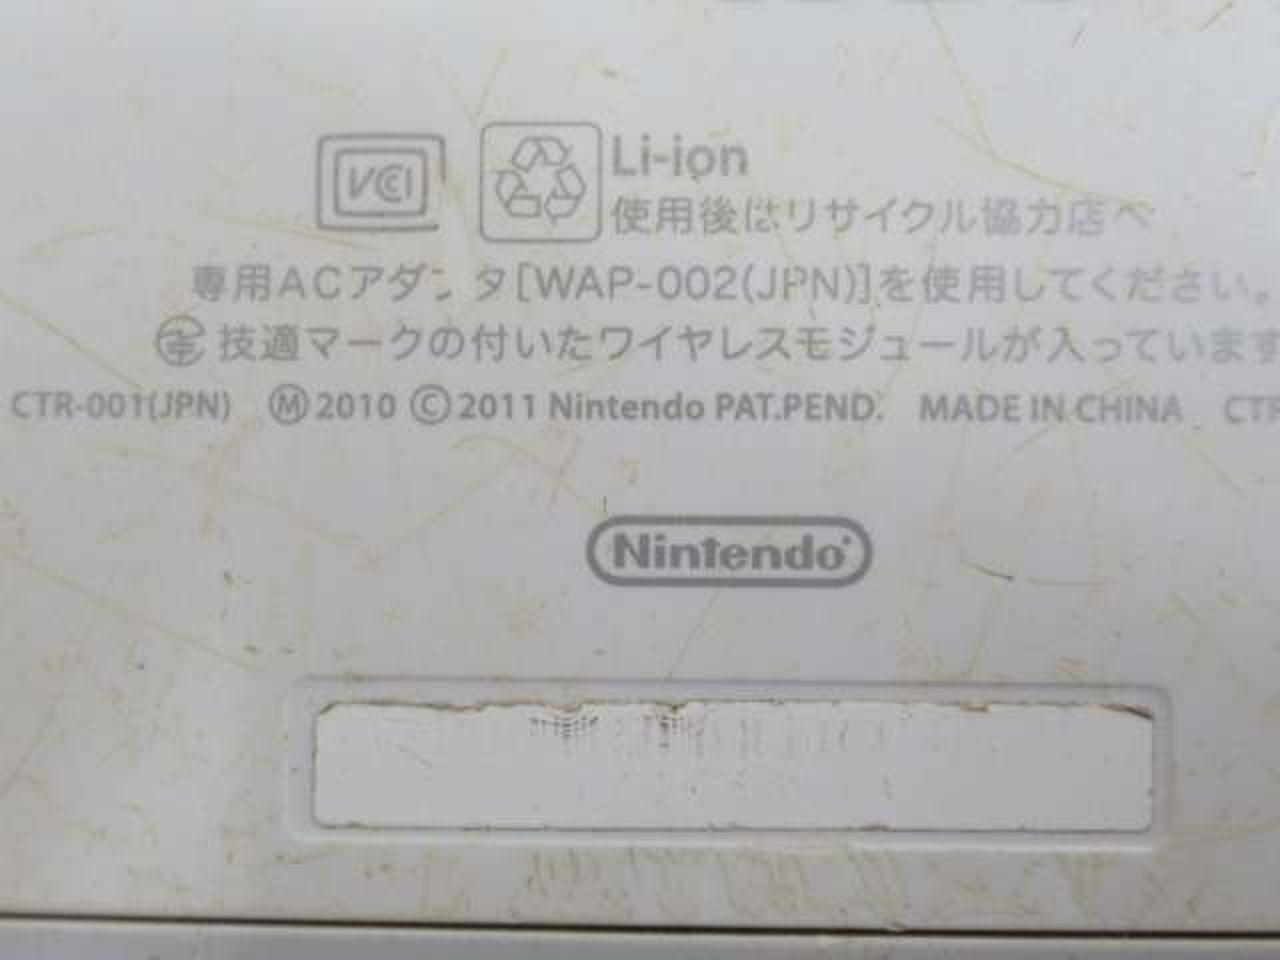 VCCI
Li-ion
使用後はリサイクル協力店へ
専用ACアダプタ[WAP-002(JPN)]を使用してください。
技適マークの付いたワイヤレスモジュールが入っています
CTR-001(JPN) Ⓜ2010 ©2011 Nintendo PAT.PEND. MADE IN CHINA CTR
Nintendo